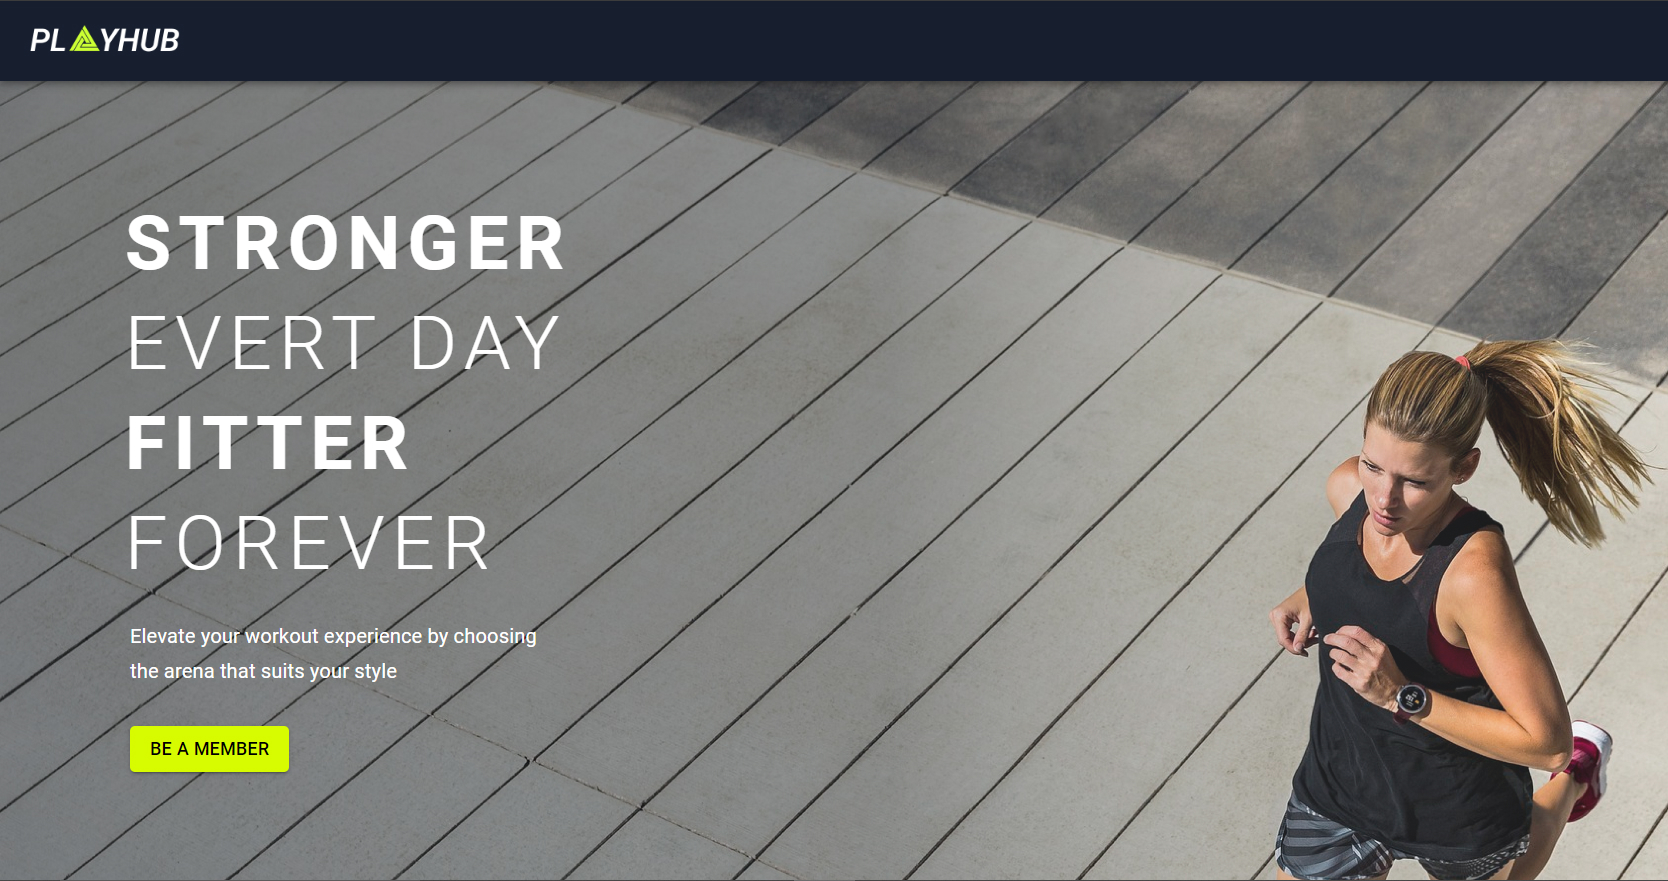 PLAYHUB
STRONGER
EVERT DAY
FITTER
FOREVER
Elevate your workout experience by choosing
the arena that suits your style
BE A MEMBER